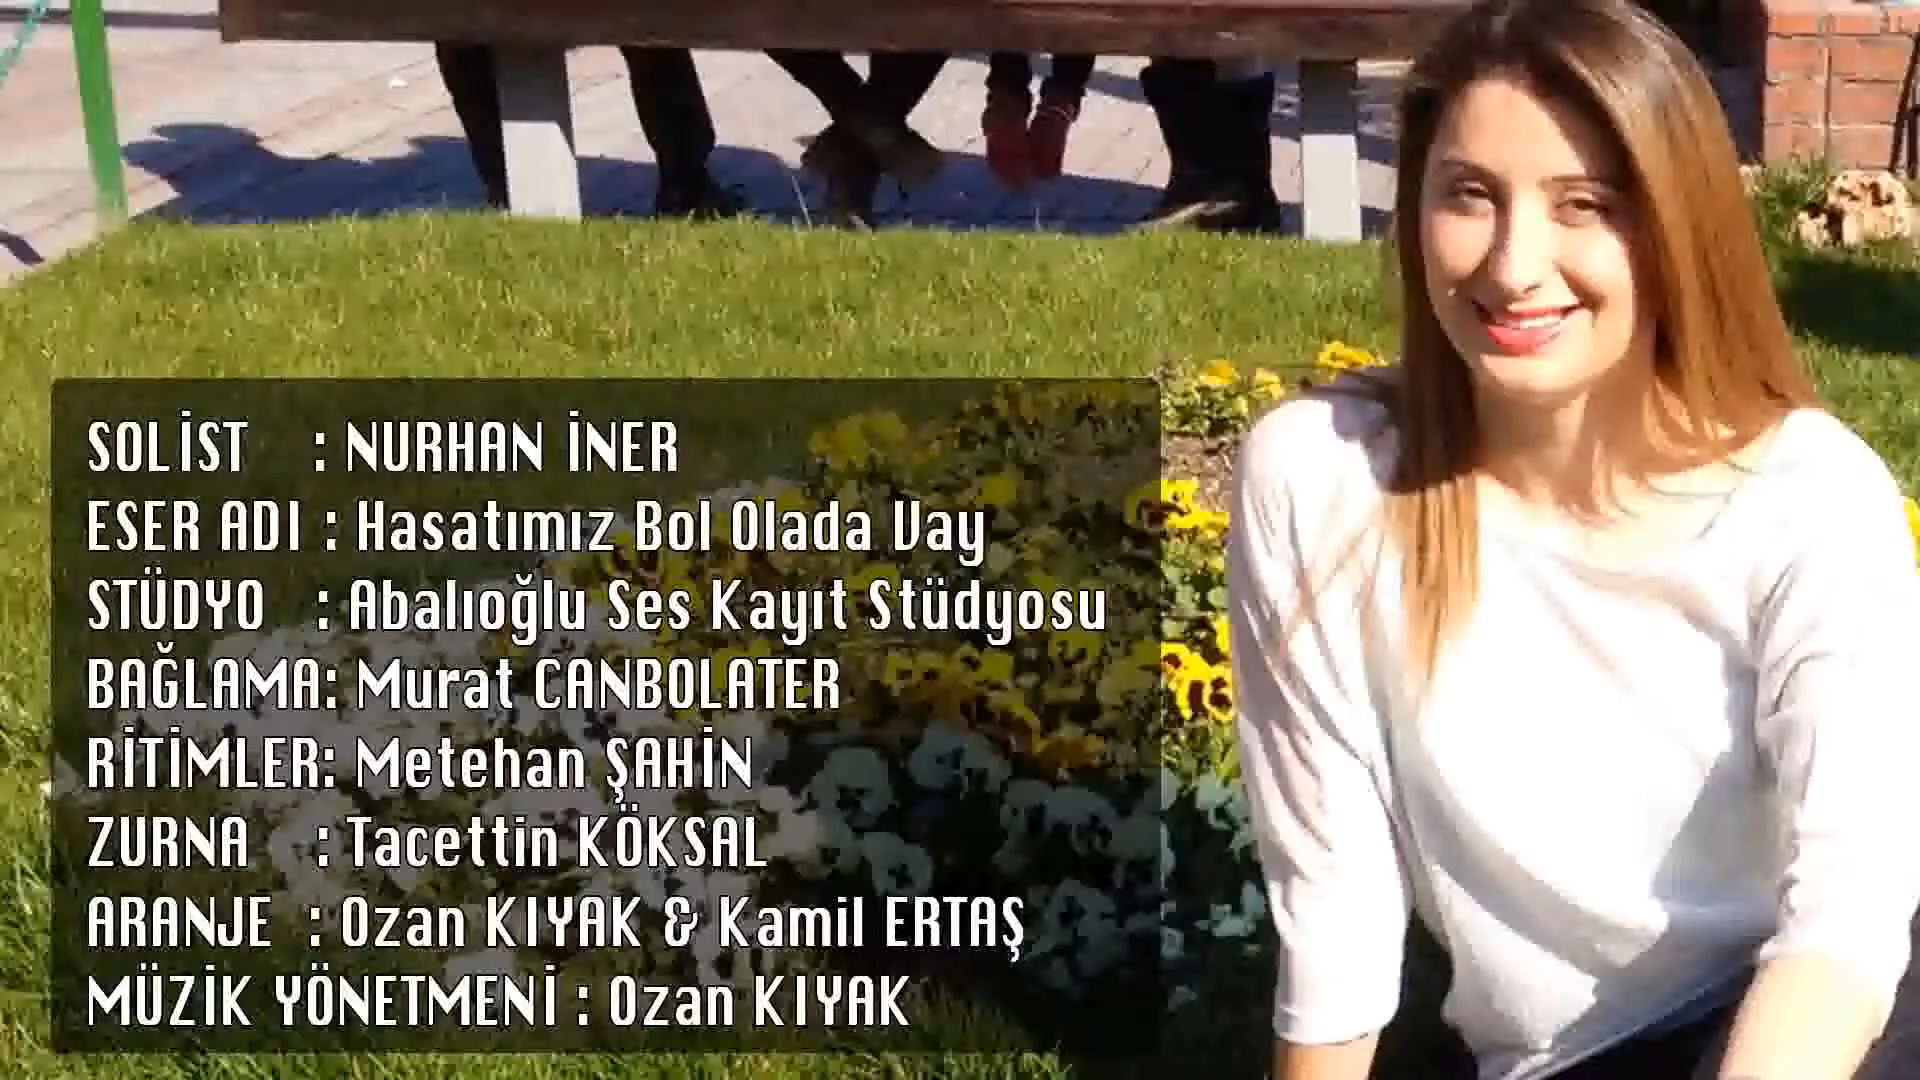 SOLİST : NURHAN İNER
ESER ADI : Hasatımız Bol Olada Vay
STÜDYO : Abalıoğlu Ses Kayıt Stüdyosu
BAĞLAMA: Murat CANBOLATER
RİTİMLER: Metehan ŞAHİN
ZURNA : Tacettin KÖKSAL
ARANJE : Ozan KIYAK & Kamil ERTAŞ
MÜZİK YÖNETMENİ : Ozan KIYAK